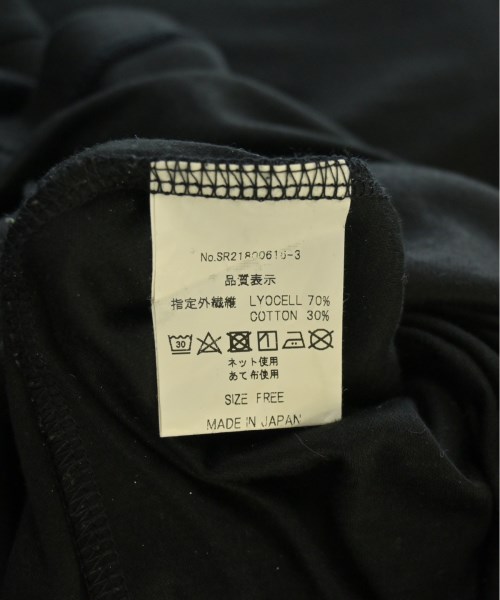 No.SR21800616-3
品質表示
指定外繊維 LYOCELL 70%
COTTON 30%
30
ネット使用
あて布使用
SIZE FREE
MADE IN JAPAN